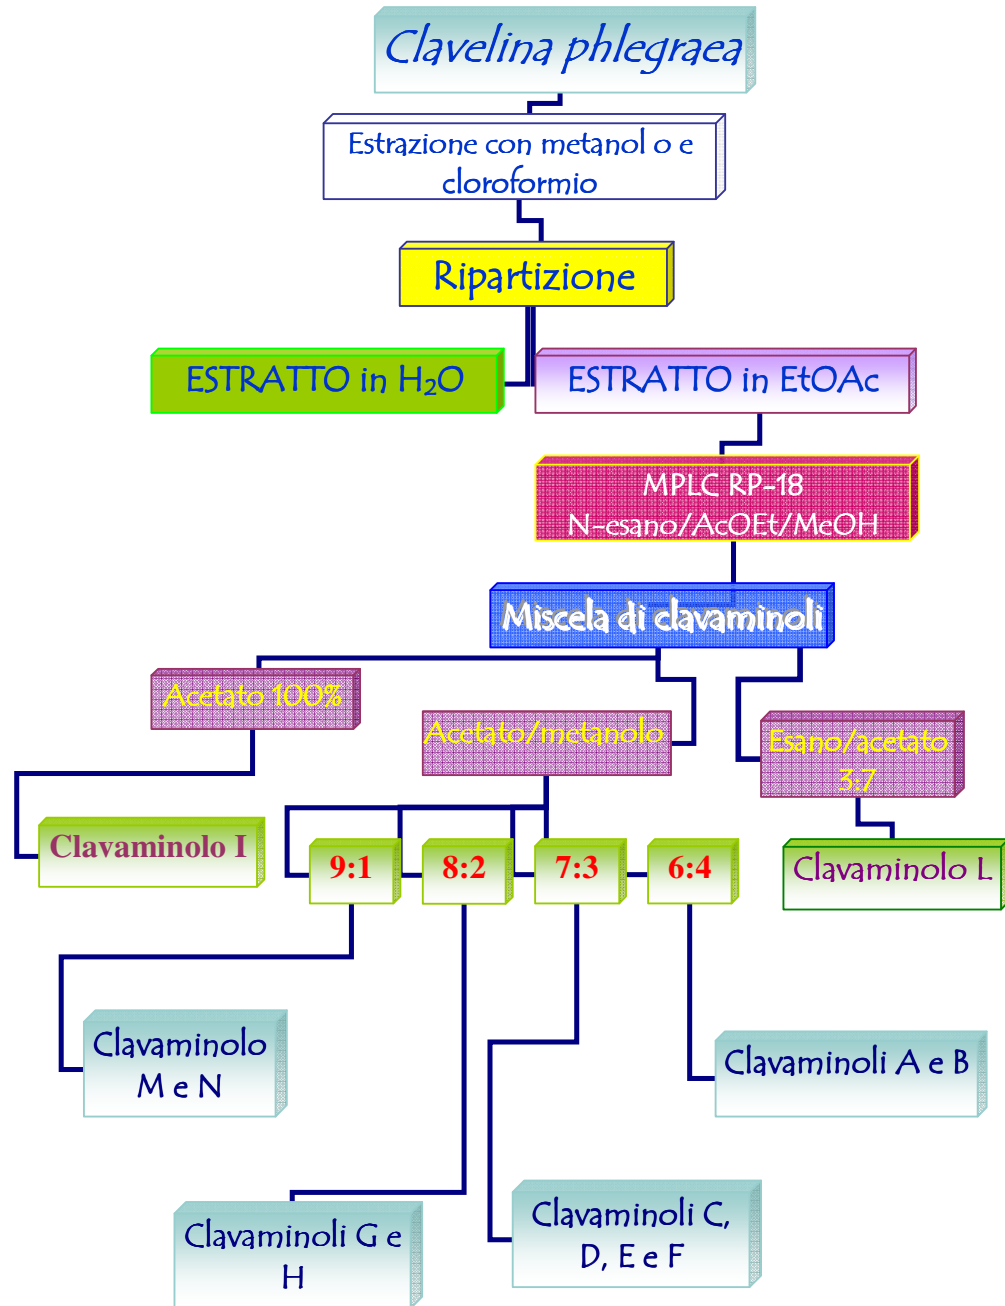 Clavelina phlegraea
Estrazione con metanol o e
cloroformio
Ripartizione
ESTRATTO in H₂O
ESTRATTO in EtOAc
MPLC RP-18
N-esano/AcOEt/MeOH
Miscela di clavaminoli
Acetato 100%
Acetato/metanolo
Esano/acetato
3:7
Clavaminolo I
9:1
8:2
7:3
6:4
Clavaminolo L
Clavaminolo
M e N
Clavaminoli A e B
Clavaminoli G e
H
Clavaminoli C,
D, E e F